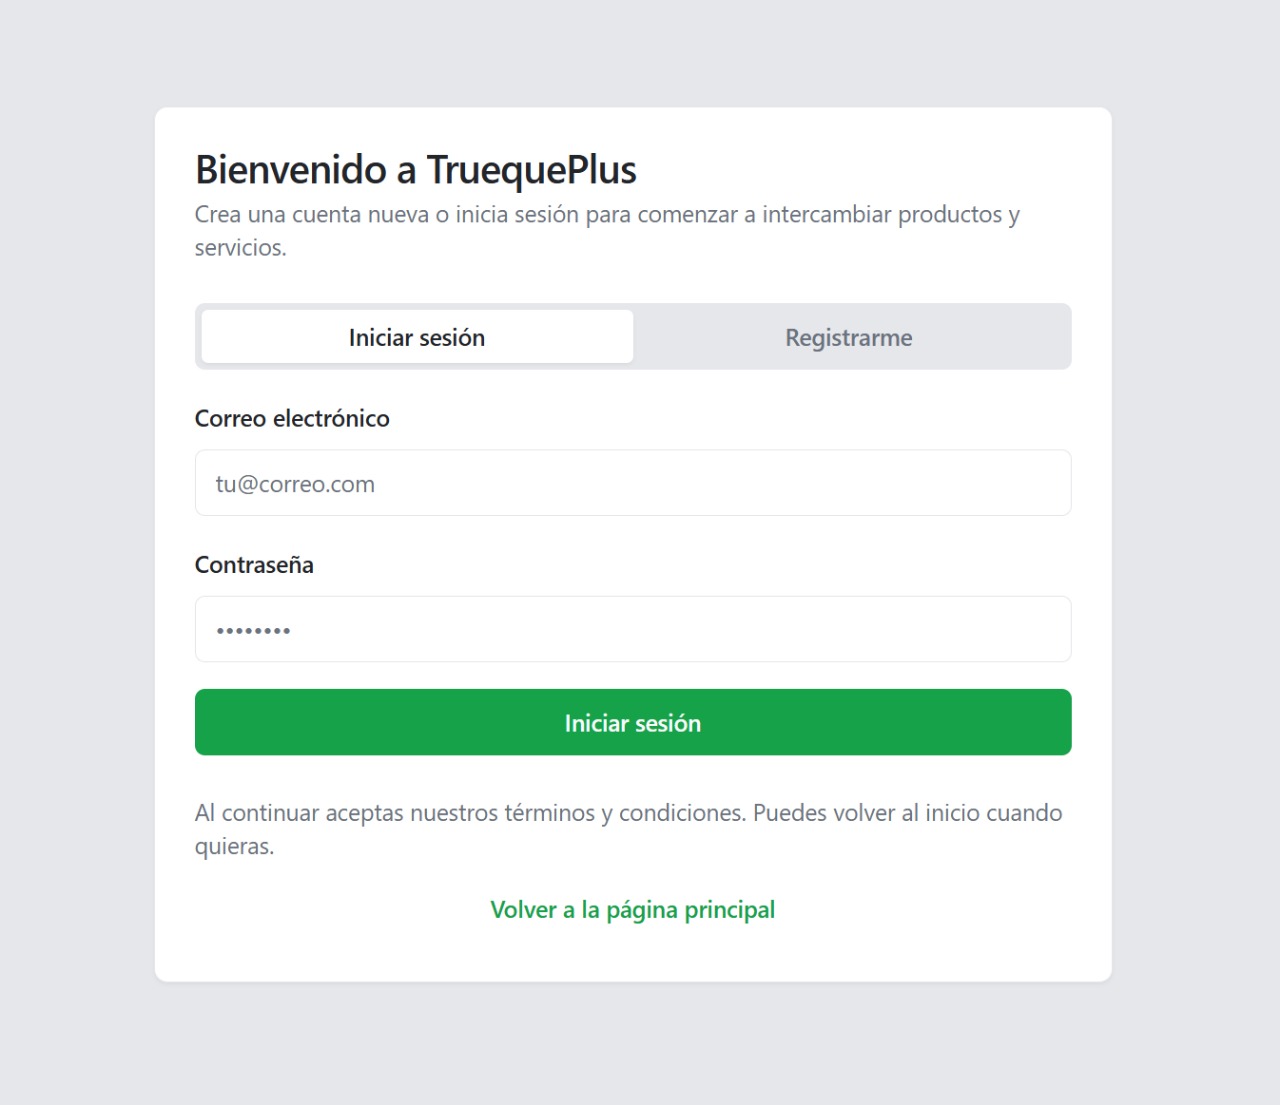 Bienvenido a TruequePlus
Crea una cuenta nueva o inicia sesión para comenzar a intercambiar productos y
servicios.
Iniciar sesión
Registrarme
Correo electrónico
tu@correo.com
Contraseña
••••••••
Iniciar sesión
Al continuar aceptas nuestros términos y condiciones. Puedes volver al inicio cuando
quieras.
Volver a la página principal